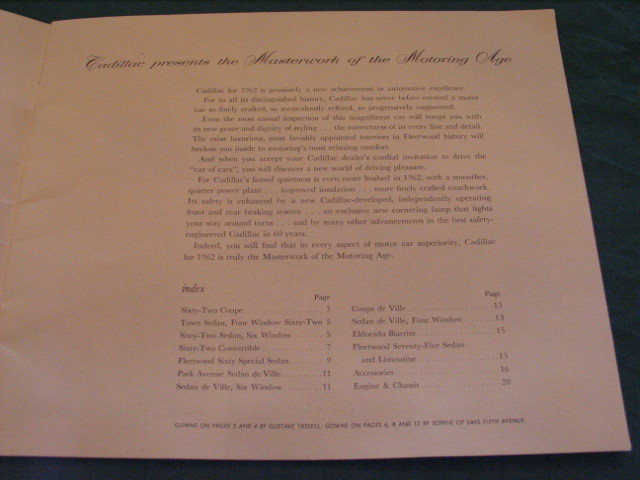 Cadillac presents the Masterwork of the Motoring Age
Cadillac for 1962 is genuinely a new achievement in automotive excellence.
For in all its distinguished history, Cadillac has never before created a motor
car so finely crafted, so meticulously refined, so progressively engineered.
Even the most casual inspection of this magnificent car will tempt you with
its new grace and dignity of styling . . . the correctness of its every line and detail.
The most luxurious, most lavishly appointed interiors in Fleetwood history will
beckon you inside to motoring's most relaxing comfort.
And when you accept your Cadillac dealer's cordial invitation to drive the
"car of cars", you will discover a new world of driving pleasure.
For Cadillac's famed quietness is even more hushed in 1962, with a smoother,
quieter power plant . . . improved insulation . . . more finely crafted coachwork.
Its safety is enhanced by a new Cadillac-developed, independently operating
front and rear braking system . . . an exclusive new cornering lamp that lights
your way around turns . . . and by many other advancements in the best safety-
engineered Cadillac in 60 years.
Indeed, you will find that in every aspect of motor car superiority, Cadillac
for 1962 is truly the Masterwork of the Motoring Age.
index
Page
Sixty-Two Coupe 3
Town Sedan, Four Window Sixty-Two 5
Sixty-Two Sedan, Six Window 5
Sixty-Two Convertible 7
Fleetwood Sixty Special Sedan 9
Park Avenue Sedan de Ville 11
Sedan de Ville, Six Window 11
Page
Coupe de Ville 13
Sedan de Ville, Four Window 13
Eldorado Biarritz 15
Fleetwood Seventy-Five Sedan
and Limousine 15
Accessories 16
Engine & Chassis 20
GOWNS ON PAGES 2 AND 4 BY GUSTAVE TASSELL. GOWNS ON PAGES 6, 8 AND 12 BY SOPHIE OF SAKS FIFTH AVENUE.